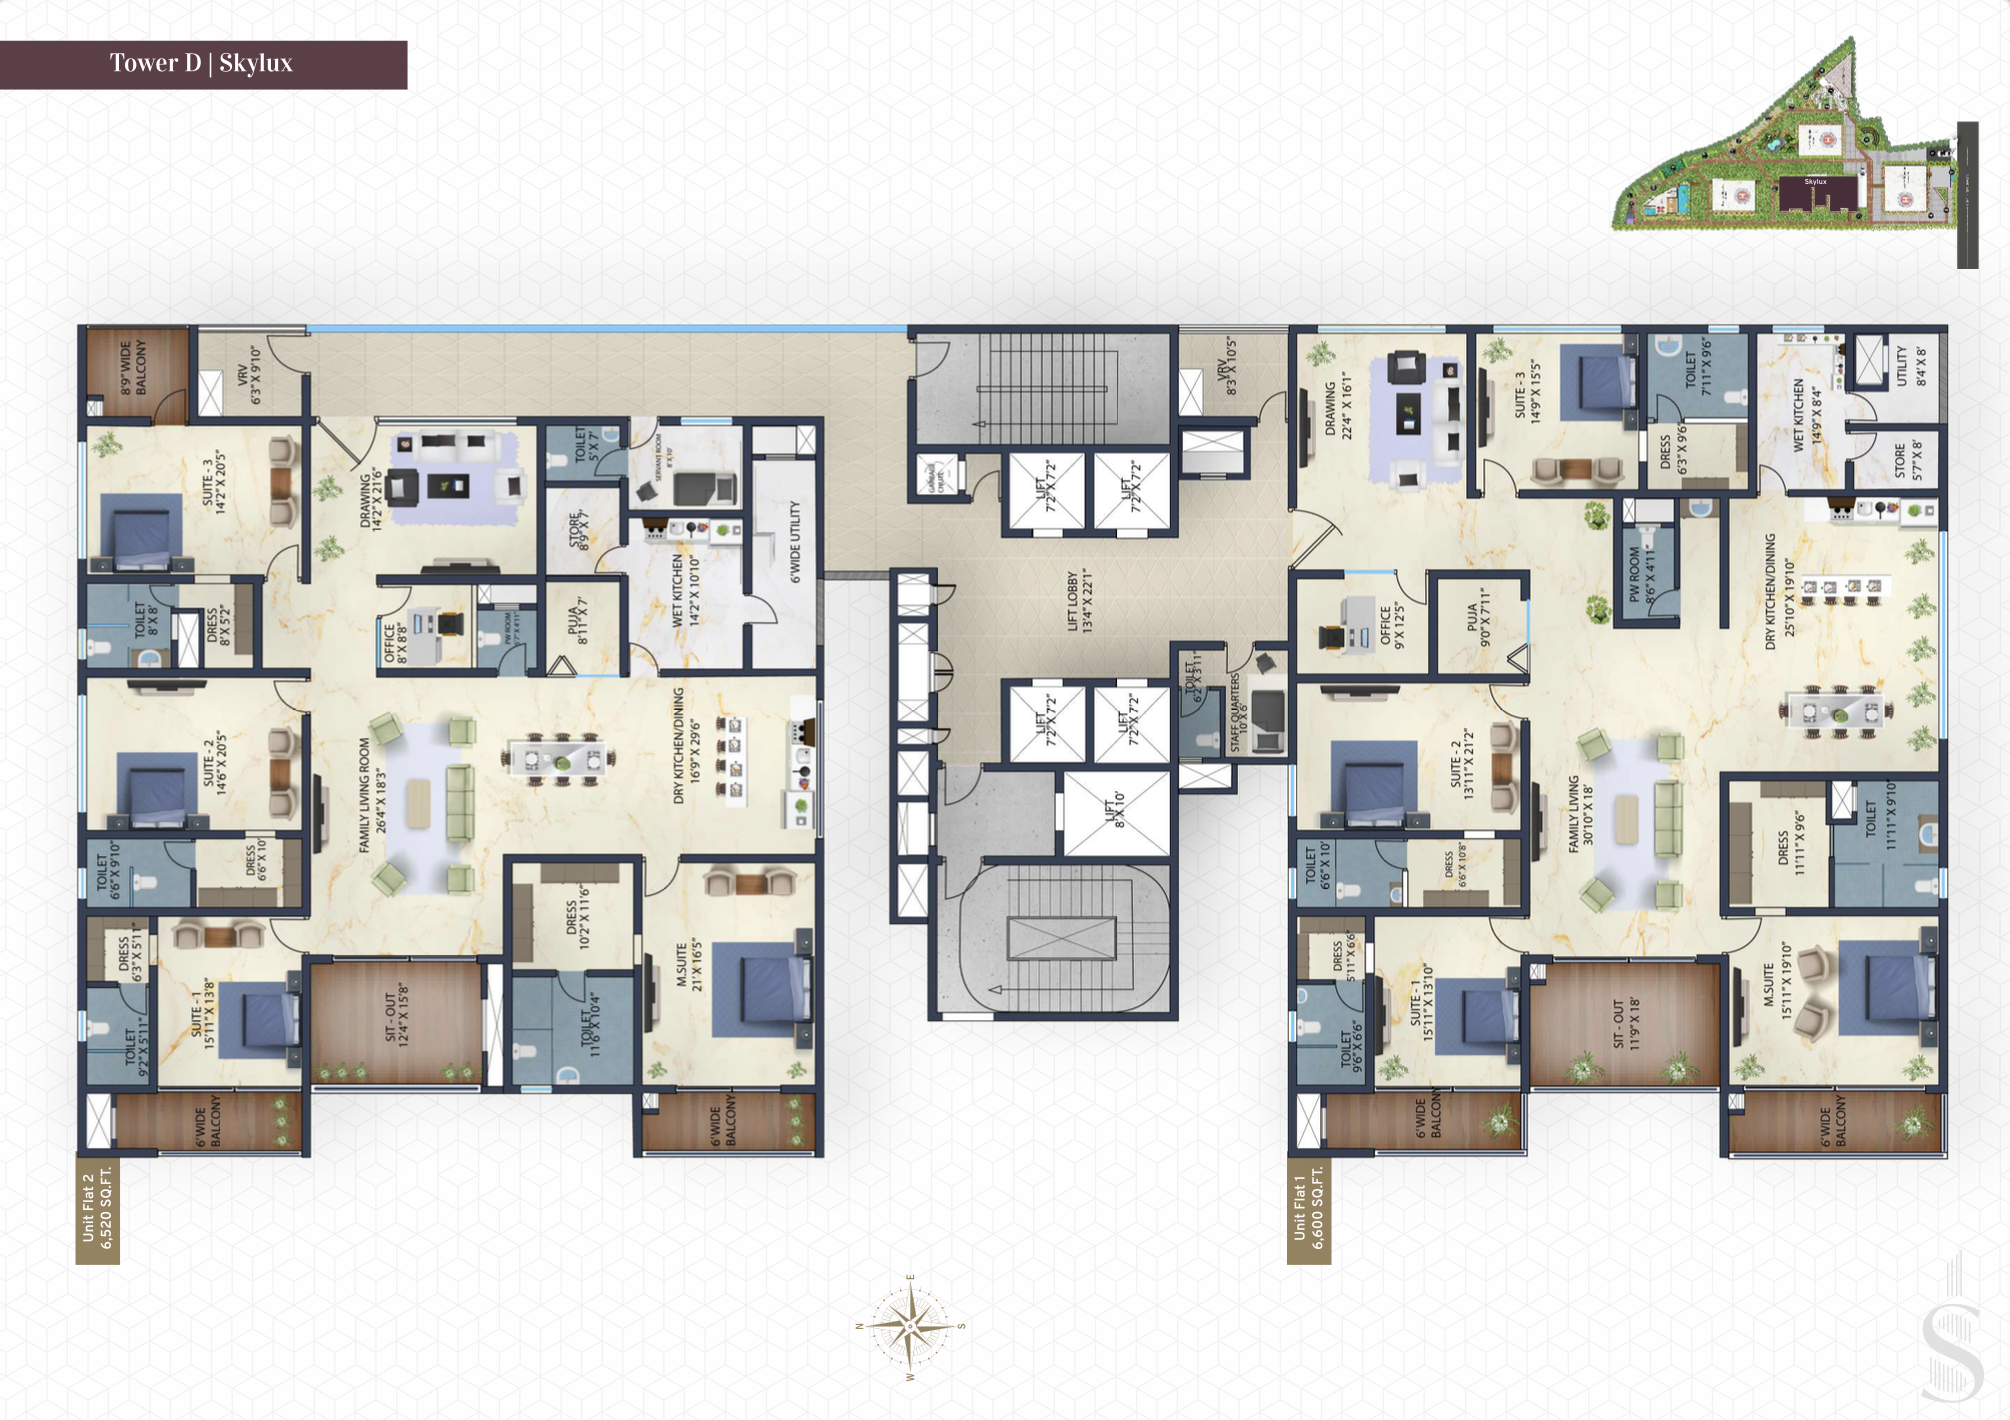 Tower D | Skylux
Skylux
8'9"WIDE
BALCONY
VRV
6'3" X 9'10"
SUITE - 3
14'2" X 20'5"
DRAWING
14'2" X 21'6"
TOILET
5' X 7'
SERVANT ROOM
8' X 10'
STORE
8'9" X 7'
6'WIDE UTILITY
WET KITCHEN
14'2" X 10'10"
TOILET
8' X 8'
DRESS
8' X 5'2"
OFFICE
8' X 8'8"
PW ROOM
PUJA
8'11" X 7'
SUITE - 2
14'6" X 20'5"
FAMILY LIVING ROOM
26'4" X 18'3"
DRY KITCHEN/DINING
16'9" X 29'6"
TOILET
6'6" X 9'10"
DRESS
6'6" X 10'
DRESS
6'3" X 5'11"
TOILET
9'2" X 5'11"
SUITE - 1
15'11" X 13'8"
SIT - OUT
12'4" X 15'8"
DRESS
10'2" X 11'6"
TOILET
11'6" X 10'4"
M.SUITE
21' X 16'5"
6'WIDE
BALCONY
6'WIDE
BALCONY
Unit Flat 2
6,520 SQ.FT.
GARBAGE
CHUTE
LIFT
7'2" X 7'2"
LIFT
7'2" X 7'2"
LIFT LOBBY
13'4" X 22'1"
LIFT
7'2" X 7'2"
LIFT
7'2" X 7'2"
LIFT
8' X 10'
VRV
8'3" X 10'5"
TOILET
6'2" X 3'11"
STAFF QUARTERS
10' X 6'
DRAWING
22'4" X 16'1"
SUITE - 3
14'9" X 15'5"
TOILET
7'11" X 9'6"
DRESS
6'3" X 9'6"
WET KITCHEN
14'9" X 8'4"
UTILITY
8'4" X 8'
STORE
5'7" X 8'
OFFICE
9' X 12'5"
PUJA
9'0" X 7'11"
PW ROOM
8'6" X 4'11"
DRY KITCHEN/DINING
25'10" X 19'10"
SUITE - 2
13'11" X 21'2"
FAMILY LIVING
30'10" X 18'
DRESS
11'11" X 9'6"
TOILET
11'11" X 9'10"
TOILET
6'6" X 10'
DRESS
6'6" X 10'8"
DRESS
5'11" X 6'6"
TOILET
9'6" X 6'6"
SUITE - 1
15'11" X 13'10"
SIT - OUT
11'9" X 18'
M.SUITE
15'11" X 19'10"
6'WIDE
BALCONY
6'WIDE
BALCONY
Unit Flat 1
6,600 SQ.FT.
E
N
S
W
S